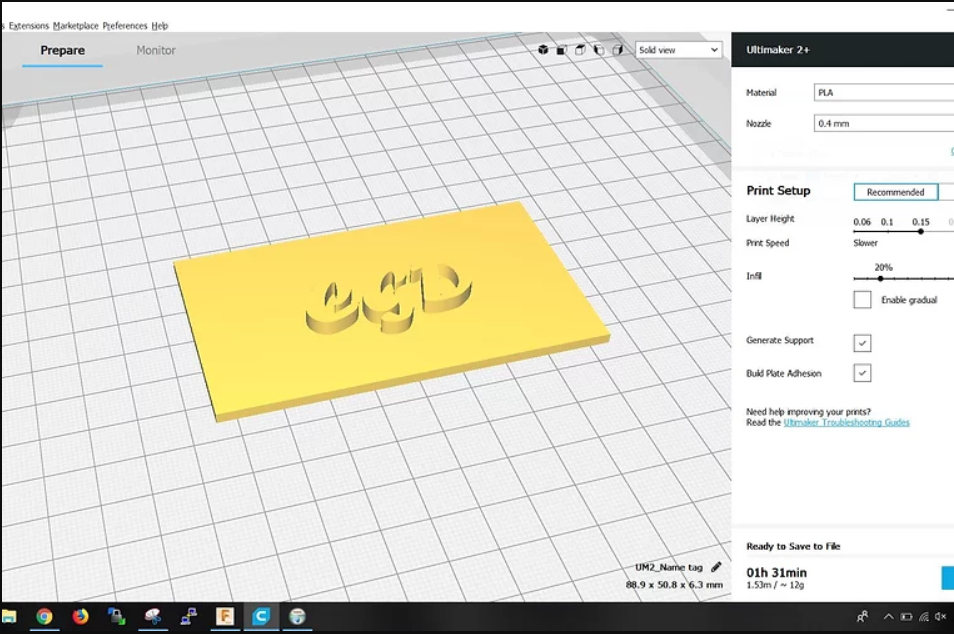 s Extensions Marketplace Preferences Help
Prepare Monitor
Solid view
Ultimaker 2+
Material PLA
Nozzle 0.4 mm
Print Setup Recommended
Layer Height 0.06 0.1 0.15
Print Speed Slower
Infill 20%
Enable gradual
Generate Support
Build Plate Adhesion
Need help improving your prints?
Read the Ultimaker Troubleshooting Guides
UM2_Name tag
88.9 x 50.8 x 6.3 mm
Ready to Save to File
01h 31min
1.53m / ~ 12g